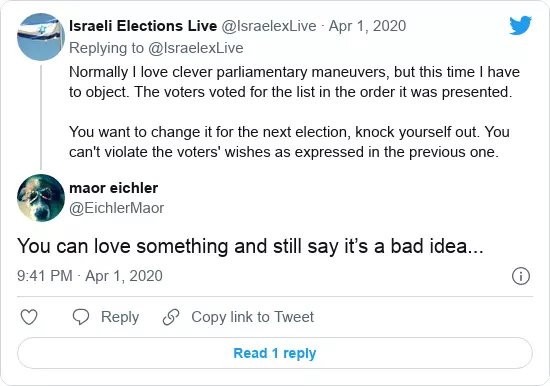 Israeli Elections Live @IsraelexLive · Apr 1, 2020
Replying to @IsraelexLive
Normally I love clever parliamentary maneuvers, but this time I have
to object. The voters voted for the list in the order it was presented.
You want to change it for the next election, knock yourself out. You
can't violate the voters' wishes as expressed in the previous one.
maor eichler
@EichlerMaor
You can love something and still say it’s a bad idea...
9:41 PM · Apr 1, 2020
Reply Copy link to Tweet
Read 1 reply